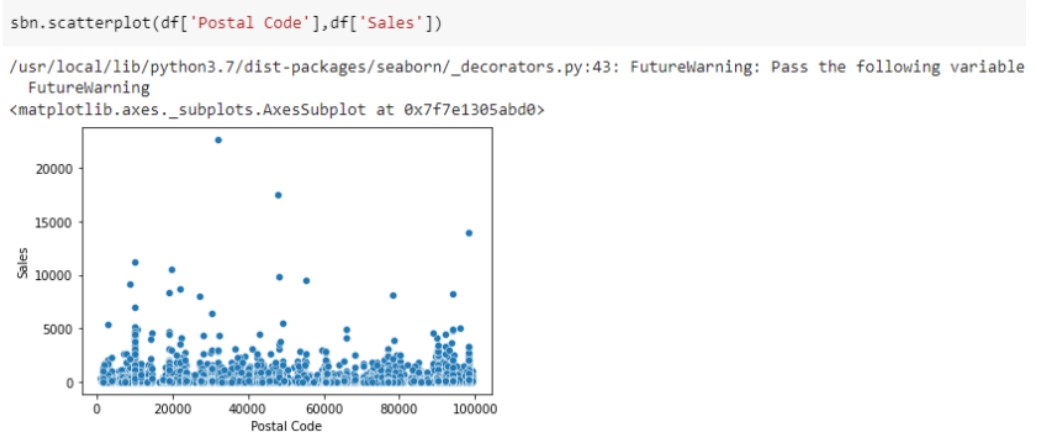 sbn.scatterplot(df['Postal Code'],df['Sales'])
/usr/local/lib/python3.7/dist-packages/seaborn/_decorators.py:43: FutureWarning: Pass the following variable
FutureWarning
<matplotlib.axes._subplots.AxesSubplot at 0x7f7e1305abd0>
20000
15000
10000
5000
0
Sales
0 20000 40000 60000 80000 100000
Postal Code